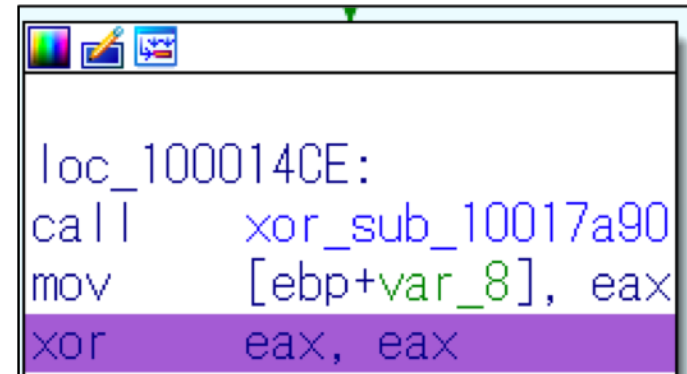 loc_100014CE:
call xor_sub_10017a90
mov [ebp+var_8], eax
xor eax, eax